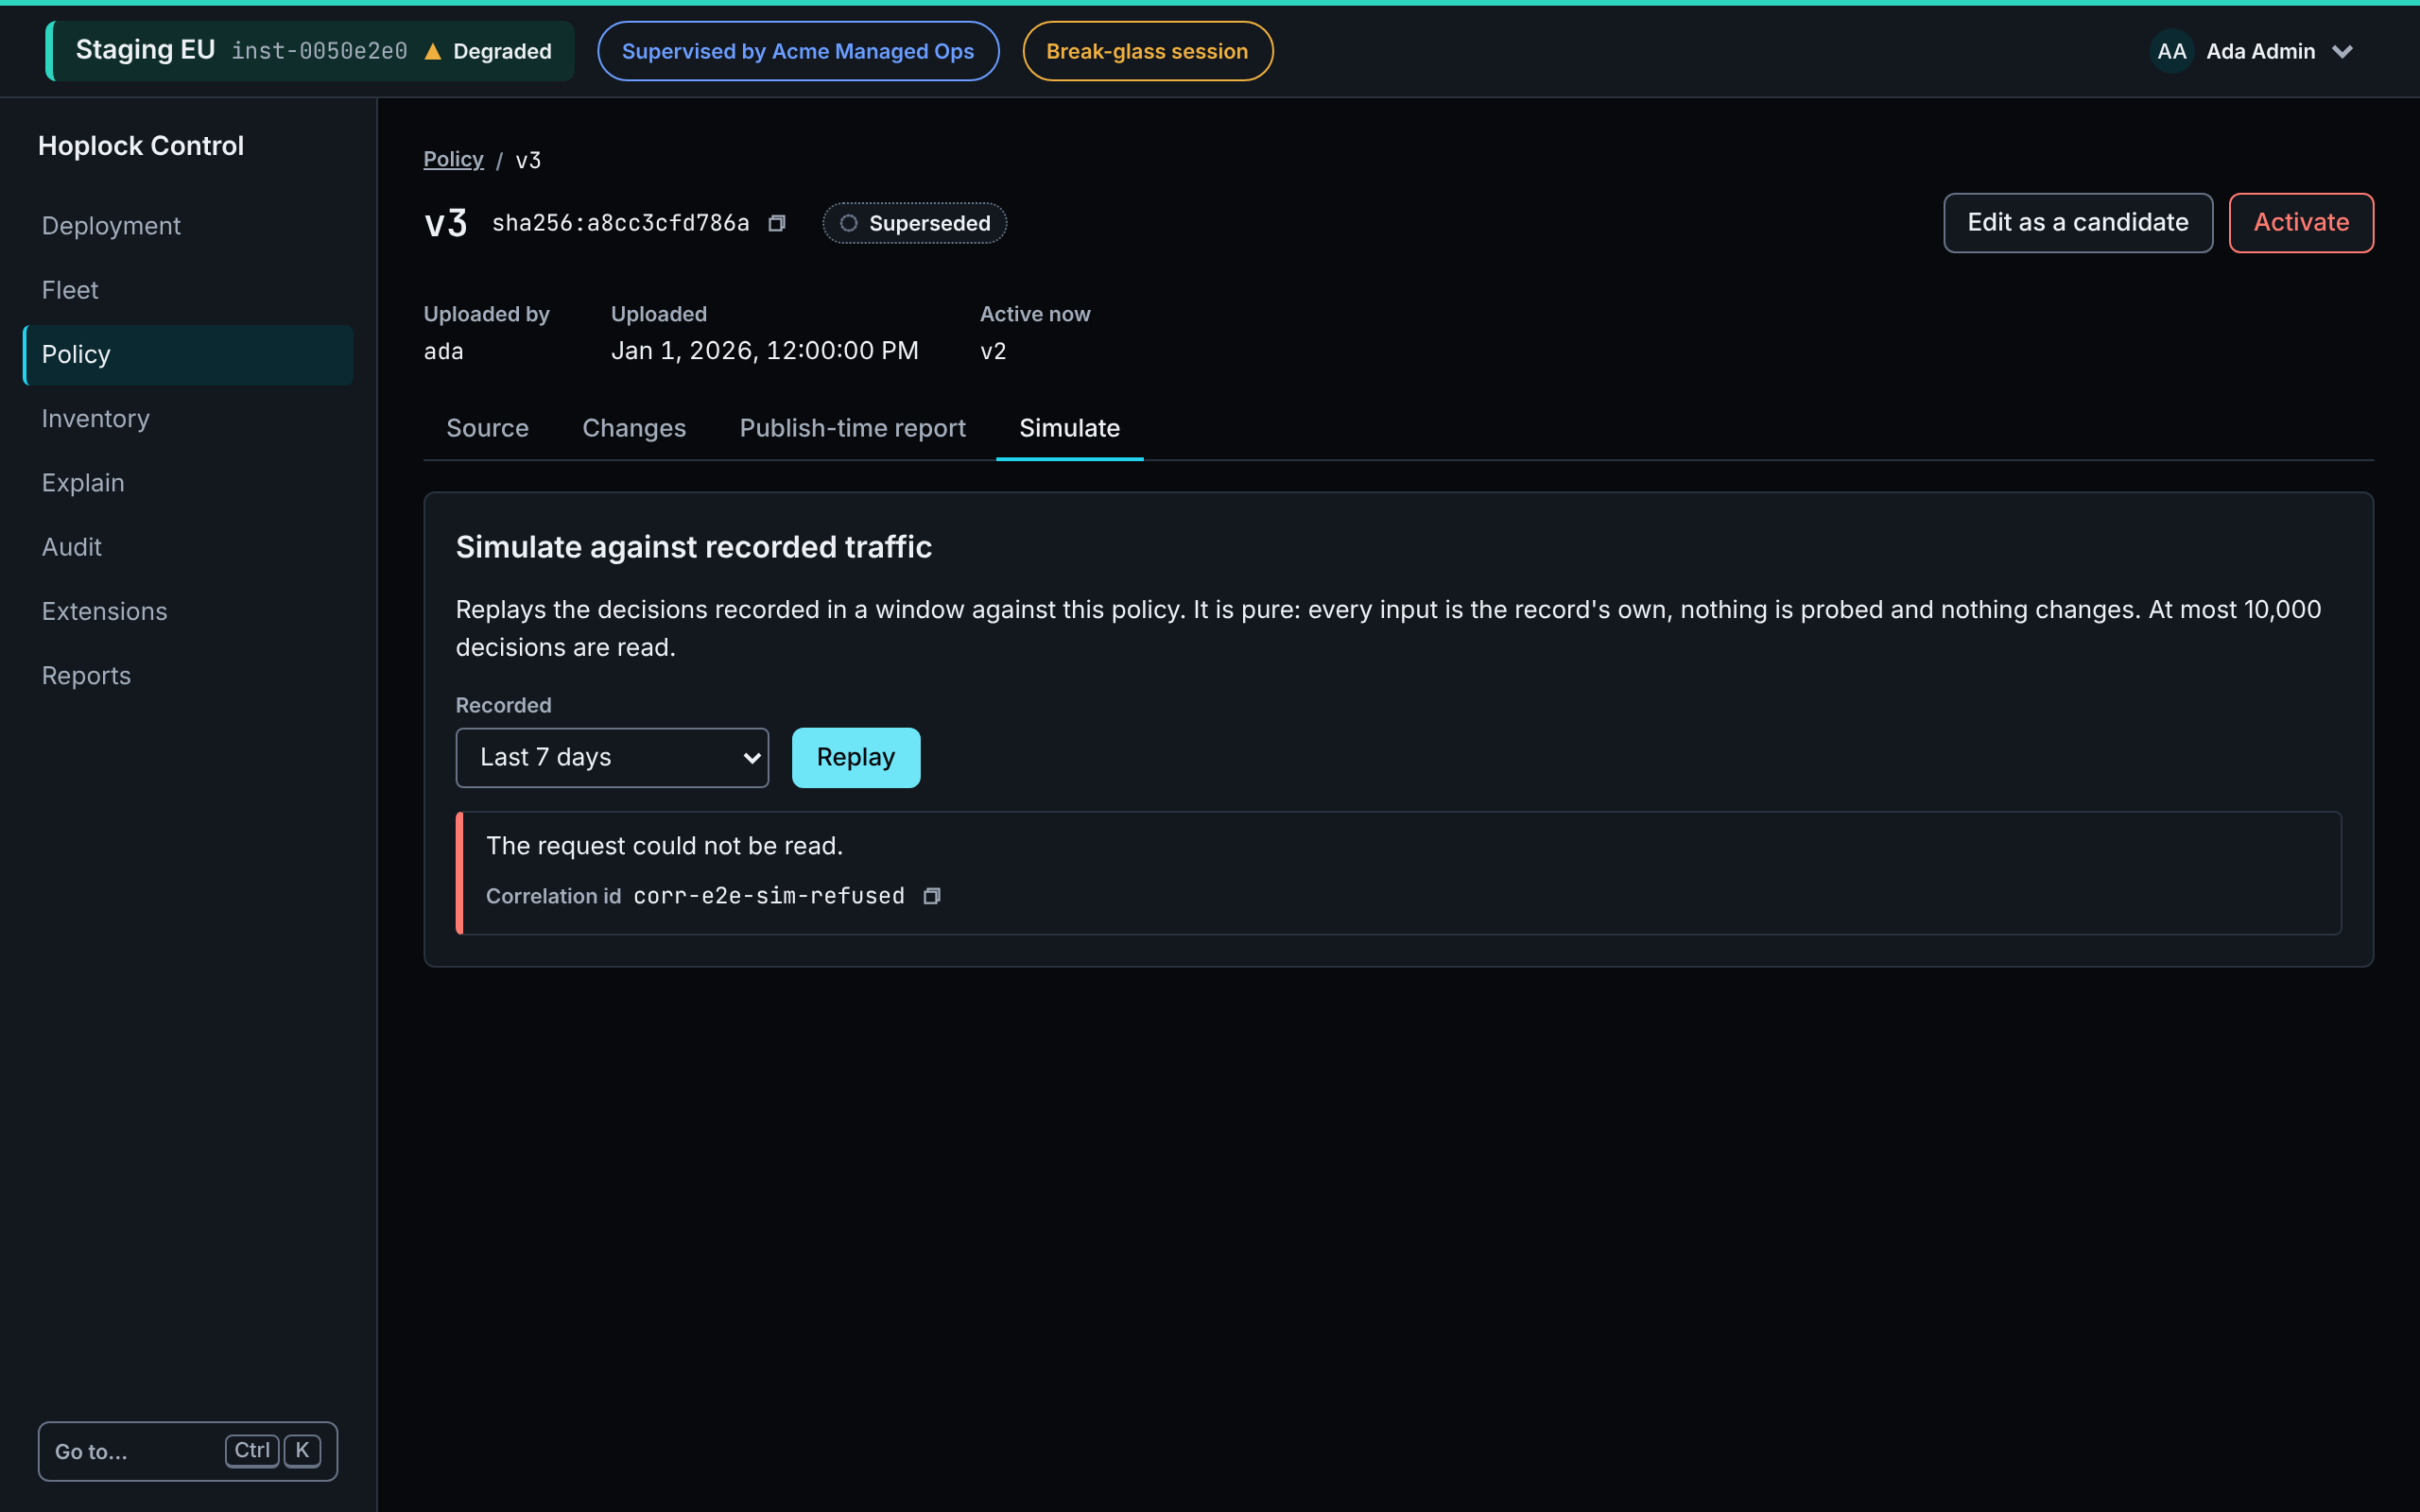 Staging EU inst-0050e2e0 Degraded
Supervised by Acme Managed Ops
Break-glass session
AA Ada Admin
Hoplock Control
Deployment
Fleet
Policy
Inventory
Explain
Audit
Extensions
Reports
Go to...
Ctrl K
Policy / v3
v3 sha256:a8cc3cfd786a Superseded
Edit as a candidate
Activate
Uploaded by
ada
Uploaded
Jan 1, 2026, 12:00:00 PM
Active now
v2
Source
Changes
Publish-time report
Simulate
Simulate against recorded traffic
Replays the decisions recorded in a window against this policy. It is pure: every input is the record's own, nothing is probed and nothing changes. At most 10,000
decisions are read.
Recorded
Last 7 days
Replay
The request could not be read.
Correlation id corr-e2e-sim-refused